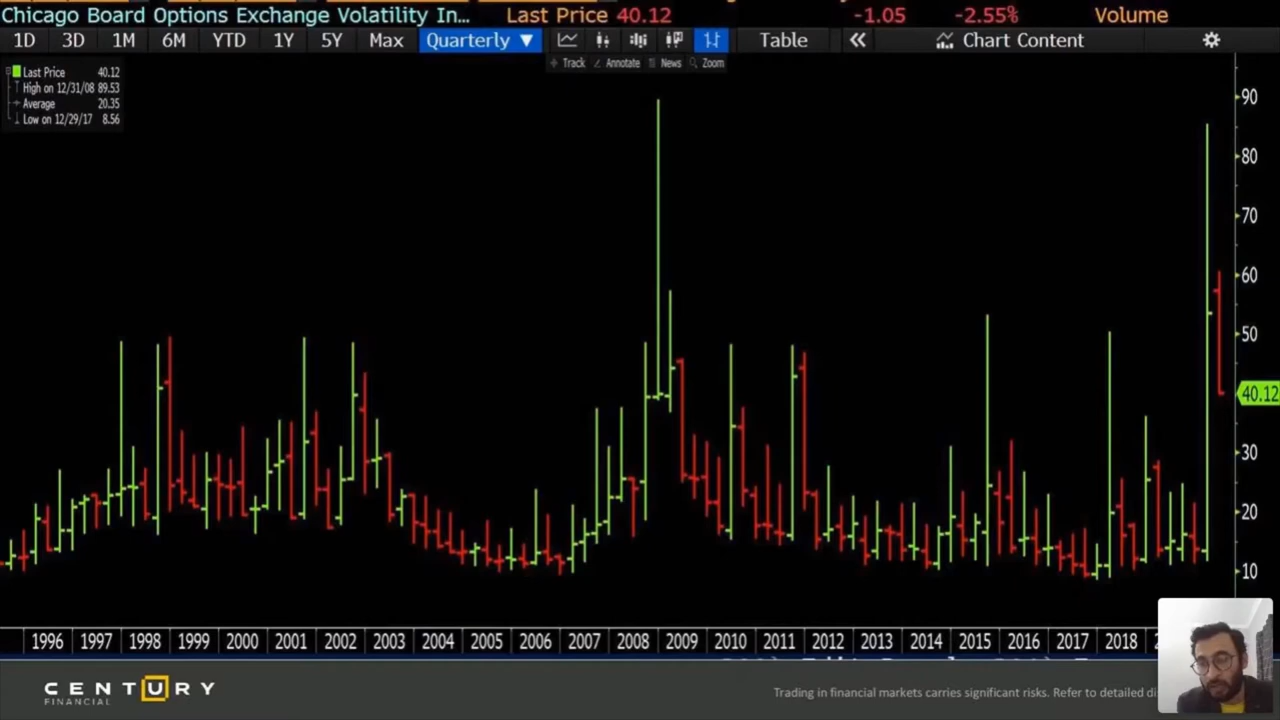 Chicago Board Options Exchange Volatility In... Last Price 40.12 -1.05 -2.55% Volume
1D 3D 1M 6M YTD 1Y 5Y Max Quarterly ▼ Table « Chart Content
Track Annotate News Zoom
Last Price 40.12
High on 12/31/08 89.53
Average 20.35
Low on 12/29/17 8.56
90
80
70
60
50
40.12
30
20
10
1996 1997 1998 1999 2000 2001 2002 2003 2004 2005 2006 2007 2008 2009 2010 2011 2012 2013 2014 2015 2016 2017 2018
CENTURY
FINANCIAL
Trading in financial markets carries significant risks. Refer to detailed